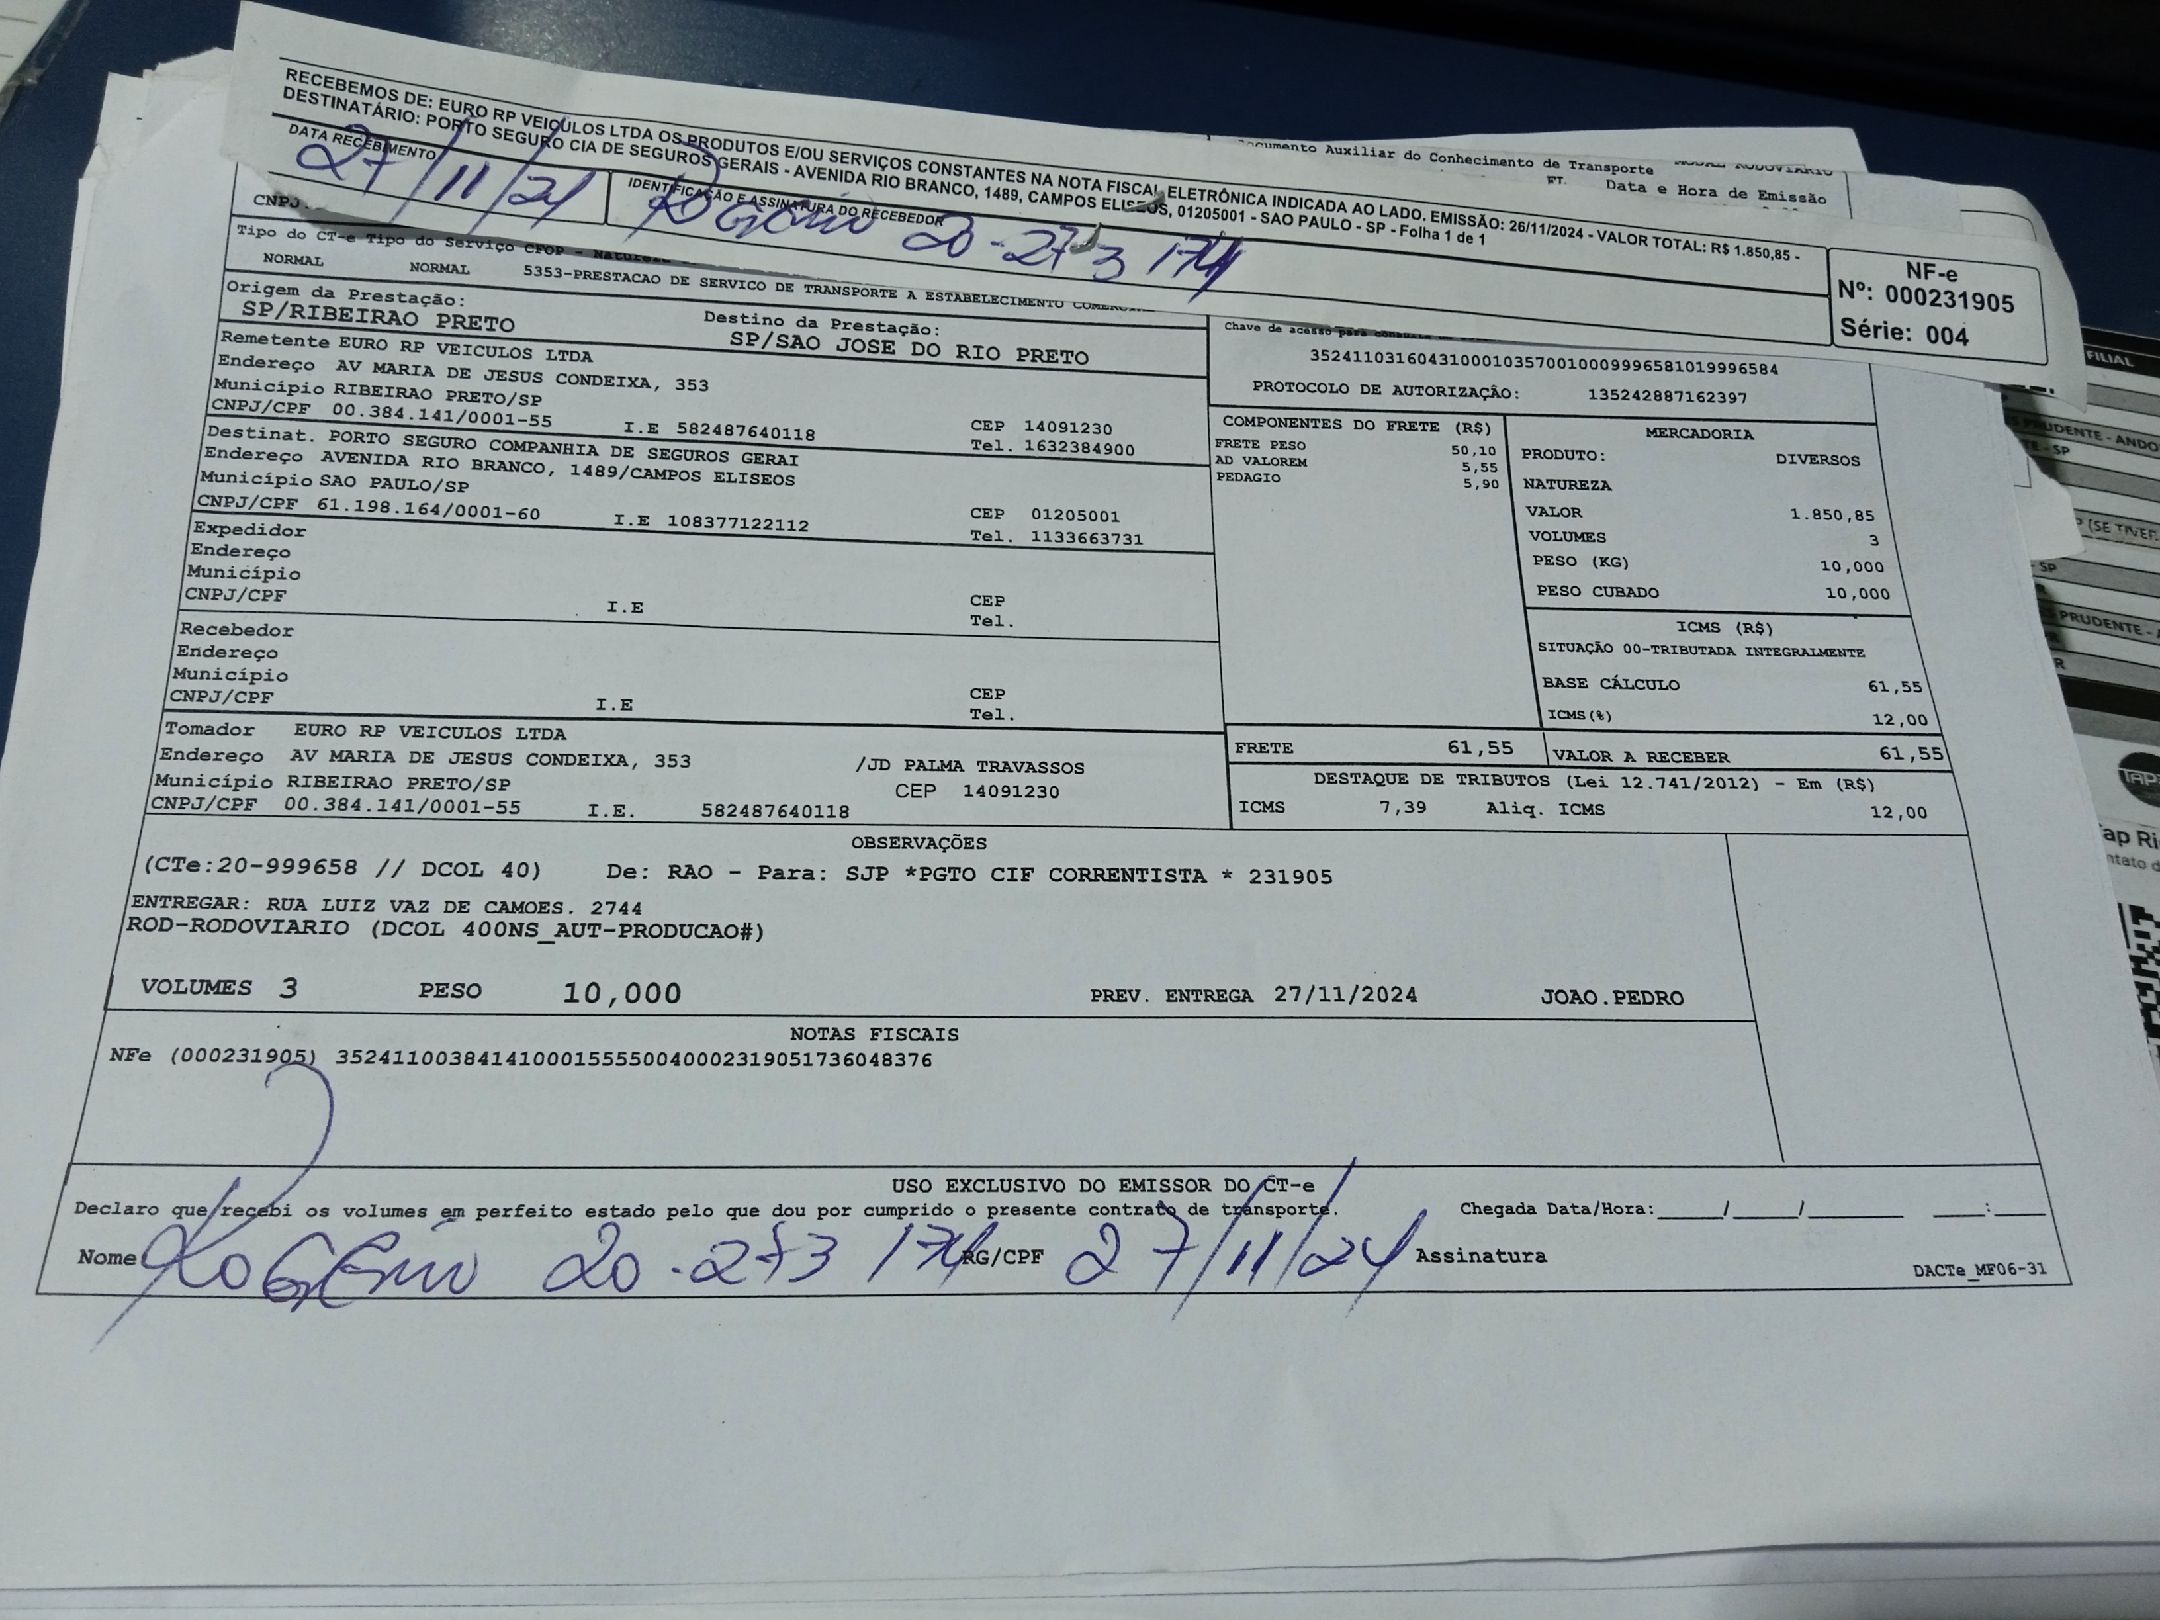 RECEBEMOS DE: EURO RP VEICULOS LTDA OS PRODUTOS E/OU SERVIÇOS CONSTANTES NA NOTA FISCAL ELETRÔNICA INDICADA AO LADO. EMISSÃO: 26/11/2024 - VALOR TOTAL: R$ 1.850,85 -
DESTINATÁRIO: PORTO SEGURO CIA DE SEGUROS GERAIS - AVENIDA RIO BRANCO, 1489, CAMPOS ELISEOS, 01205001 - SAO PAULO - SP - Folha 1 de 1
DATA RECEBIMENTO
27/11/24
IDENTIFICAÇÃO E ASSINATURA DO RECEBEDOR
Rogério 20-273 174
NF-e
Nº: 000231905
Série: 004
Documento Auxiliar do Conhecimento de Transporte
Data e Hora de Emissão
CNPJ
Tipo do CT-e Tipo do Serviço CFOP - Natureza
NORMAL NORMAL 5353-PRESTACAO DE SERVICO DE TRANSPORTE A ESTABELECIMENTO
Origem da Prestação: Destino da Prestação:
SP/RIBEIRAO PRETO SP/SAO JOSE DO RIO PRETO
Chave de acesso para
35241103160431000103570010009996581019996584
PROTOCOLO DE AUTORIZAÇÃO: 135242887162397
Remetente EURO RP VEICULOS LTDA
Endereço AV MARIA DE JESUS CONDEIXA, 353
Município RIBEIRAO PRETO/SP CEP 14091230
CNPJ/CPF 00.384.141/0001-55 I.E 582487640118 Tel. 1632384900
Destinat. PORTO SEGURO COMPANHIA DE SEGUROS GERAI
Endereço AVENIDA RIO BRANCO, 1489/CAMPOS ELISEOS
Município SAO PAULO/SP CEP 01205001
CNPJ/CPF 61.198.164/0001-60 I.E 108377122112 Tel. 1133663731
Expedidor
Endereço
Município CEP
CNPJ/CPF I.E Tel.
Recebedor
Endereço
Município CEP
CNPJ/CPF I.E Tel.
Tomador EURO RP VEICULOS LTDA
Endereço AV MARIA DE JESUS CONDEIXA, 353 /JD PALMA TRAVASSOS
Município RIBEIRAO PRETO/SP CEP 14091230
CNPJ/CPF 00.384.141/0001-55 I.E. 582487640118
COMPONENTES DO FRETE (R$)
FRETE PESO 50,10
AD VALOREM 5,55
PEDAGIO 5,90
MERCADORIA
PRODUTO: DIVERSOS
NATUREZA
VALOR 1.850,85
VOLUMES 3
PESO (KG) 10,000
PESO CUBADO 10,000
ICMS (R$)
SITUAÇÃO 00-TRIBUTADA INTEGRALMENTE
BASE CÁLCULO 61,55
ICMS(%) 12,00
FRETE 61,55 VALOR A RECEBER 61,55
DESTAQUE DE TRIBUTOS (Lei 12.741/2012) - Em (R$)
ICMS 7,39 Aliq. ICMS 12,00
OBSERVAÇÕES
(CTe:20-999658 // DCOL 40) De: RAO - Para: SJP *PGTO CIF CORRENTISTA * 231905
ENTREGAR: RUA LUIZ VAZ DE CAMOES. 2744
ROD-RODOVIARIO (DCOL 400NS_AUT-PRODUCAO#)
VOLUMES 3 PESO 10,000 PREV. ENTREGA 27/11/2024 JOAO.PEDRO
NOTAS FISCAIS
NFe (000231905) 35241100384141000155550040002319051736048376
USO EXCLUSIVO DO EMISSOR DO CT-e
Declaro que recebi os volumes em perfeito estado pelo que dou por cumprido o presente contrato de transporte. Chegada Data/Hora:____/____/______ ___:___
Nome Rogério 20-273 174 RG/CPF 27/11/24 Assinatura
DACTe_MF06-31
FILIAL